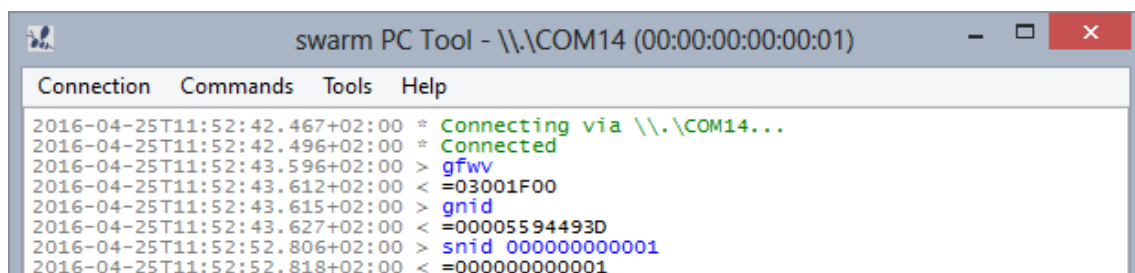 swarm PC Tool - \\.\COM14 (00:00:00:00:00:01)
Connection Commands Tools Help
2016-04-25T11:52:42.467+02:00 * Connecting via \\.\COM14...
2016-04-25T11:52:42.496+02:00 * Connected
2016-04-25T11:52:43.596+02:00 > gfwv
2016-04-25T11:52:43.612+02:00 < =03001F00
2016-04-25T11:52:43.615+02:00 > gnid
2016-04-25T11:52:43.627+02:00 < =00005594493D
2016-04-25T11:52:52.806+02:00 > snid 000000000001
2016-04-25T11:52:52.818+02:00 < =000000000001